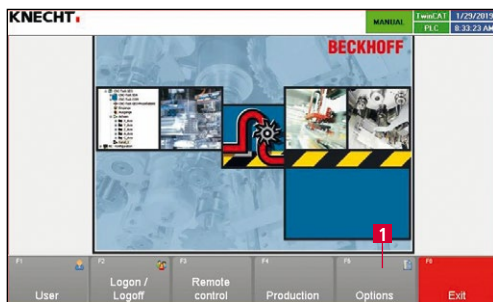 KNECHT
MANUAL
TwinCAT 1/29/2019
PLC 8:33:23 AM
BECKHOFF
1
F1 F2 F3 F4 F5 F6
User
Logon / Logoff
Remote control
Production
Options
Exit